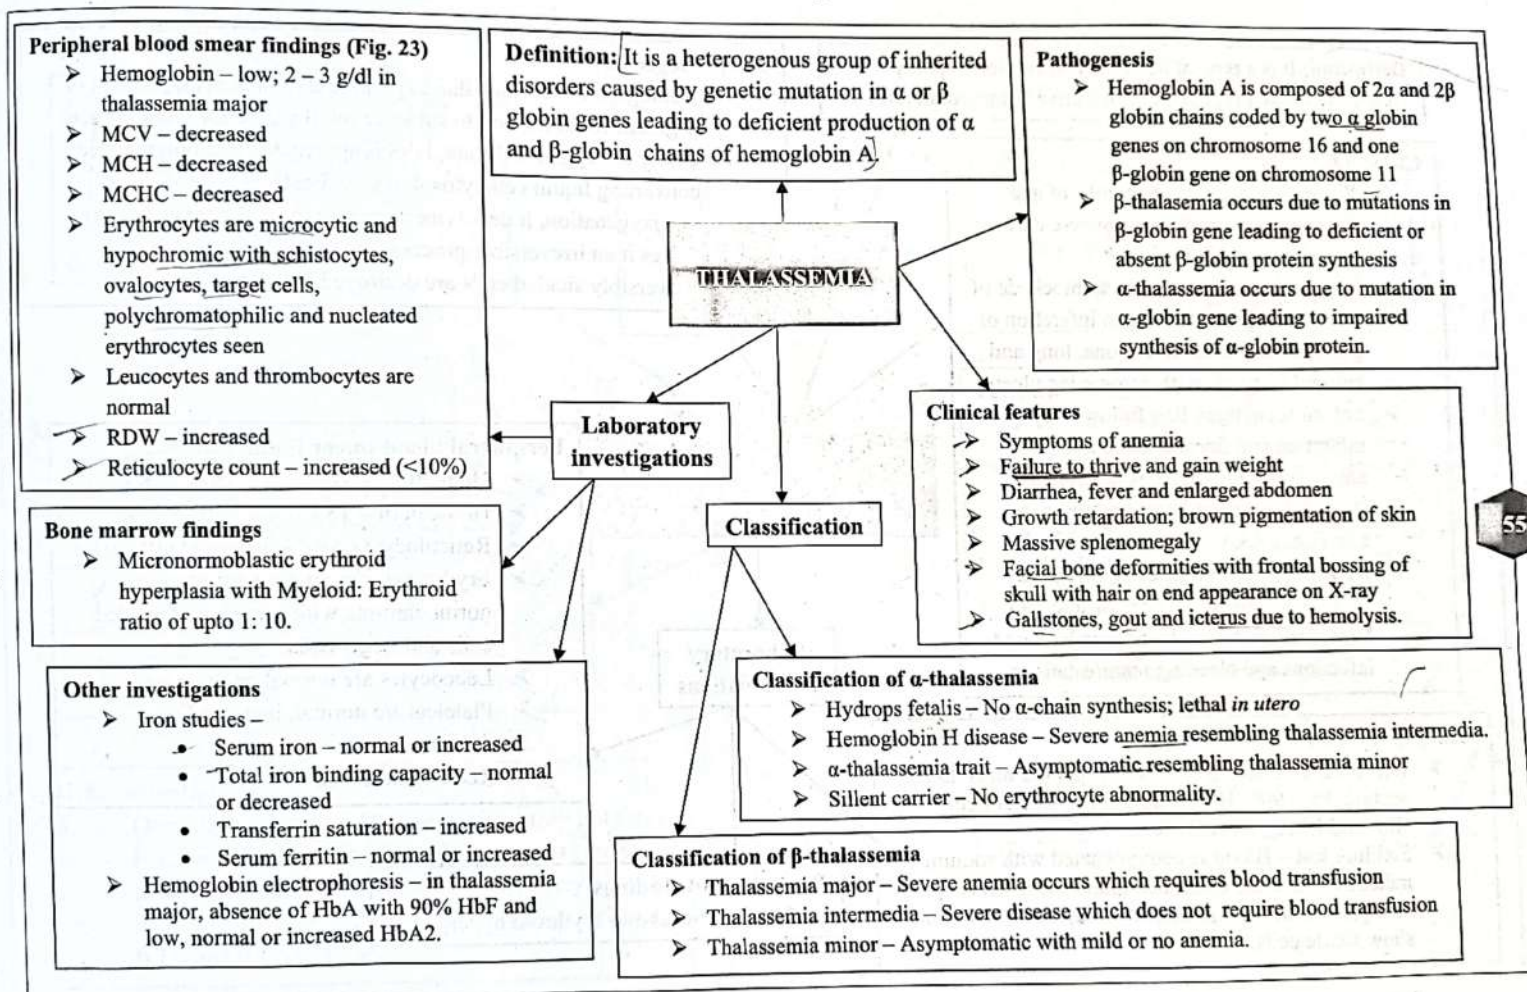 Peripheral blood smear findings (Fig. 23)
➤ Hemoglobin – low; 2 – 3 g/dl in
thalassemia major
➤ MCV – decreased
➤ MCH – decreased
➤ MCHC – decreased
➤ Erythrocytes are microcytic and
hypochromic with schistocytes,
ovalocytes, target cells,
polychromatophilic and nucleated
erythrocytes seen
➤ Leucocytes and thrombocytes are
normal
➤ RDW – increased
➤ Reticulocyte count – increased (<10%)
Definition: It is a heterogenous group of inherited
disorders caused by genetic mutation in α or β
globin genes leading to deficient production of α
and β-globin chains of hemoglobin A.
Pathogenesis
➤ Hemoglobin A is composed of 2α and 2β
globin chains coded by two α globin
genes on chromosome 16 and one
β-globin gene on chromosome 11
➤ β-thalasemia occurs due to mutations in
β-globin gene leading to deficient or
absent β-globin protein synthesis
➤ α-thalassemia occurs due to mutation in
α-globin gene leading to impaired
synthesis of α-globin protein.
THALASSEMIA
Laboratory
investigations
Classification
Clinical features
➤ Symptoms of anemia
➤ Failure to thrive and gain weight
➤ Diarrhea, fever and enlarged abdomen
➤ Growth retardation; brown pigmentation of skin
➤ Massive splenomegaly
➤ Facial bone deformities with frontal bossing of
skull with hair on end appearance on X-ray
➤ Gallstones, gout and icterus due to hemolysis.
55
Bone marrow findings
➤ Micronormoblastic erythroid
hyperplasia with Myeloid: Erythroid
ratio of upto 1: 10.
Other investigations
➤ Iron studies –
• Serum iron – normal or increased
• Total iron binding capacity – normal
or decreased
• Transferrin saturation – increased
• Serum ferritin – normal or increased
➤ Hemoglobin electrophoresis – in thalassemia
major, absence of HbA with 90% HbF and
low, normal or increased HbA2.
Classification of α-thalassemia
➤ Hydrops fetalis – No α-chain synthesis; lethal in utero
➤ Hemoglobin H disease – Severe anemia resembling thalassemia intermedia.
➤ α-thalassemia trait – Asymptomatic resembling thalassemia minor
➤ Sillent carrier – No erythrocyte abnormality.
Classification of β-thalassemia
➤ Thalassemia major – Severe anemia occurs which requires blood transfusion
➤ Thalassemia intermedia – Severe disease which does not require blood transfusion
➤ Thalassemia minor – Asymptomatic with mild or no anemia.